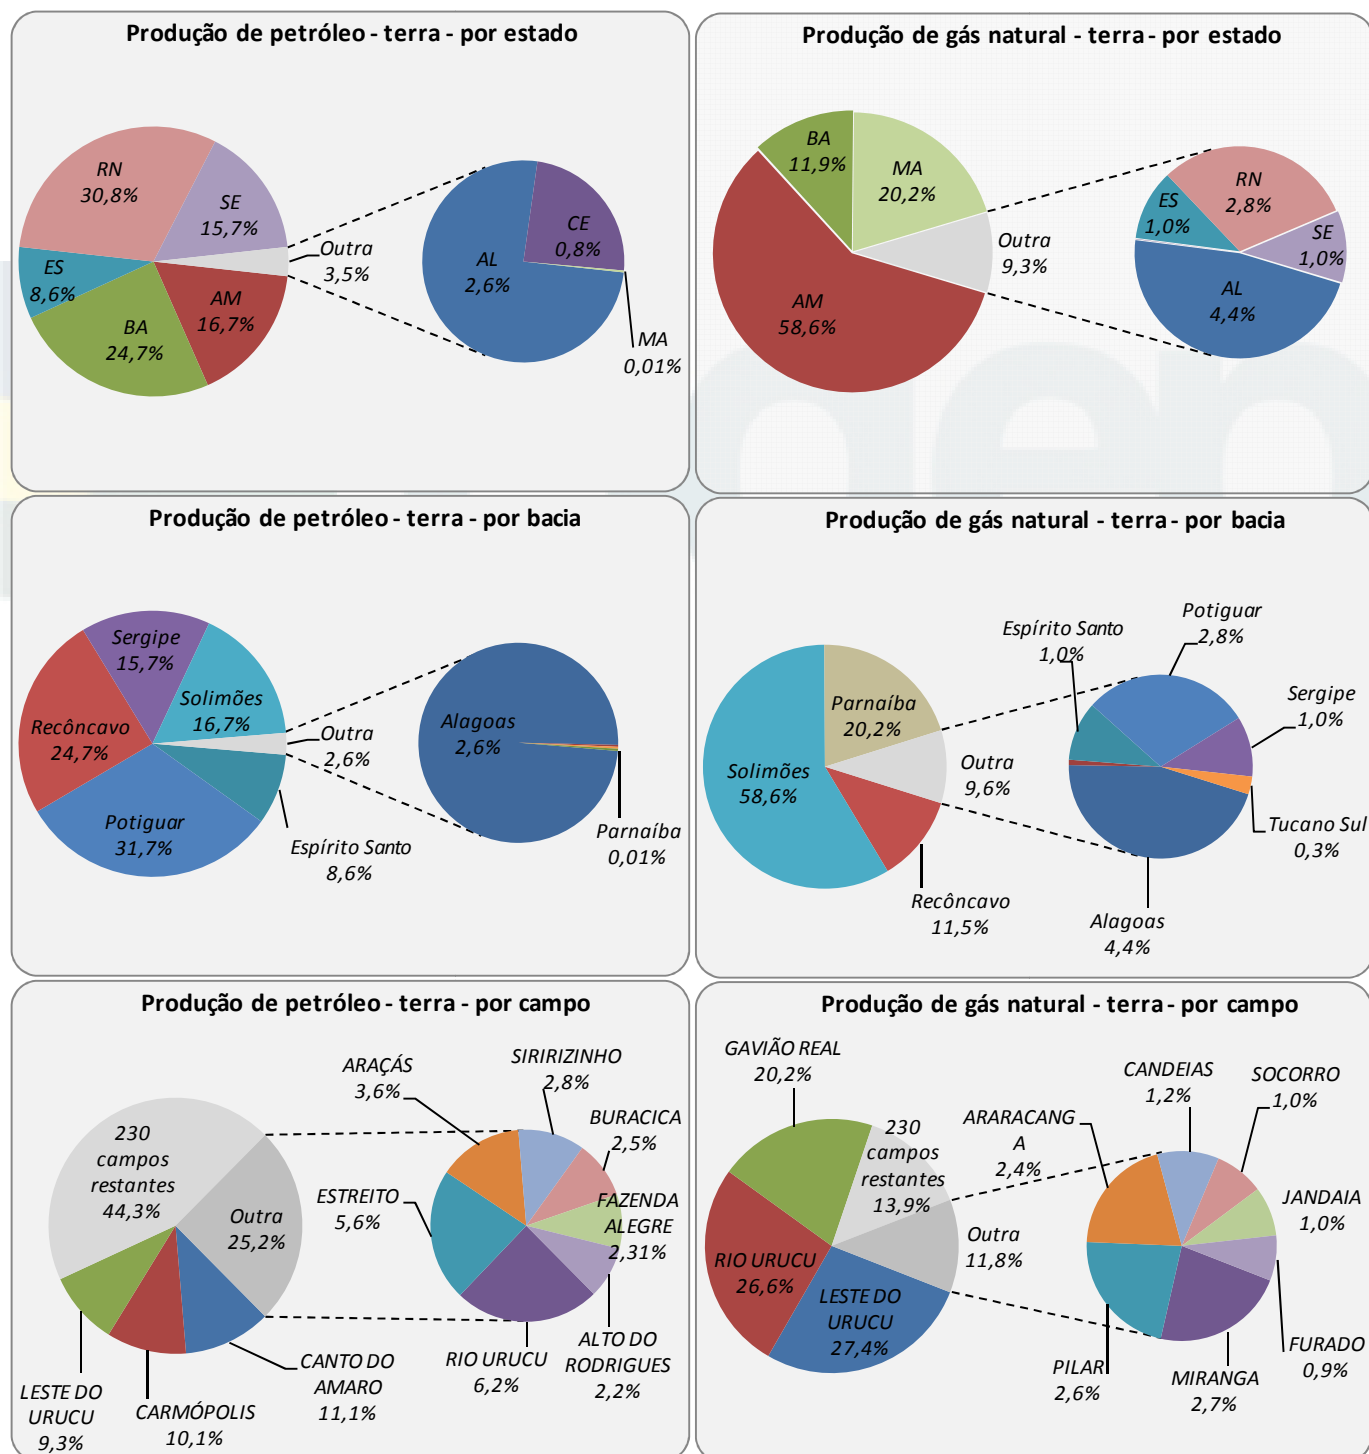 Produção de petróleo - terra - por estado
RN
30,8%
SE
15,7%
Outra
3,5%
AM
16,7%
BA
24,7%
ES
8,6%
AL
2,6%
CE
0,8%
MA
0,01%
Produção de gás natural - terra - por estado
BA
11,9%
MA
20,2%
Outra
9,3%
AM
58,6%
ES
1,0%
RN
2,8%
SE
1,0%
AL
4,4%
Produção de petróleo - terra - por bacia
Sergipe
15,7%
Solimões
16,7%
Recôncavo
24,7%
Outra
2,6%
Potiguar
31,7%
Espírito Santo
8,6%
Alagoas
2,6%
Parnaíba
0,01%
Produção de gás natural - terra - por bacia
Parnaíba
20,2%
Solimões
58,6%
Outra
9,6%
Recôncavo
11,5%
Espírito Santo
1,0%
Potiguar
2,8%
Sergipe
1,0%
Tucano Sul
0,3%
Alagoas
4,4%
Produção de petróleo - terra - por campo
230
campos
restantes
44,3%
Outra
25,2%
LESTE DO
URUCU
9,3%
CARMÓPOLIS
10,1%
CANTO DO
AMARO
11,1%
ARAÇÁS
3,6%
SIRIRIZINHO
2,8%
BURACICA
2,5%
ESTREITO
5,6%
FAZENDA
ALEGRE
2,31%
RIO URUCU
6,2%
ALTO DO
RODRIGUES
2,2%
Produção de gás natural - terra - por campo
GAVIÃO REAL
20,2%
230
campos
restantes
13,9%
Outra
11,8%
RIO URUCU
26,6%
LESTE DO
URUCU
27,4%
CANDEIAS
1,2%
SOCORRO
1,0%
ARARACANG
A
2,4%
JANDAIA
1,0%
FURADO
0,9%
PILAR
2,6%
MIRANGA
2,7%